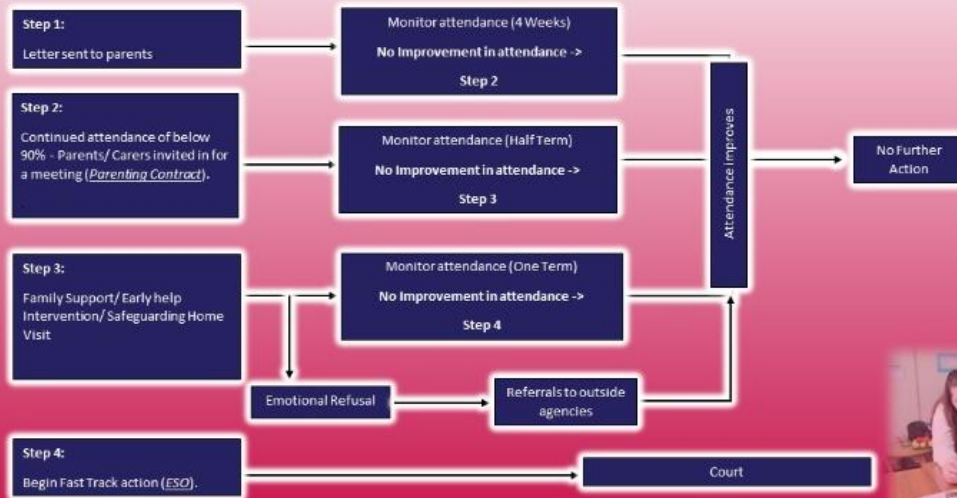 Step 1:
Letter sent to parents
Monitor attendance (4 Weeks)
No Improvement in attendance ->
Step 2
Step 2:
Continued attendance of below
90% - Parents/ Carers invited in for
a meeting (Parenting Contract).
.
Monitor attendance (Half Term)
No Improvement in attendance ->
Step 3
Attendance improves
No Further
Action
Step 3:
Family Support/ Early help
Intervention/ Safeguarding Home
Visit
Monitor attendance (One Term)
No Improvement in attendance ->
Step 4
Emotional Refusal
Referrals to outside
agencies
Step 4:
Begin Fast Track action (ESO).
Court